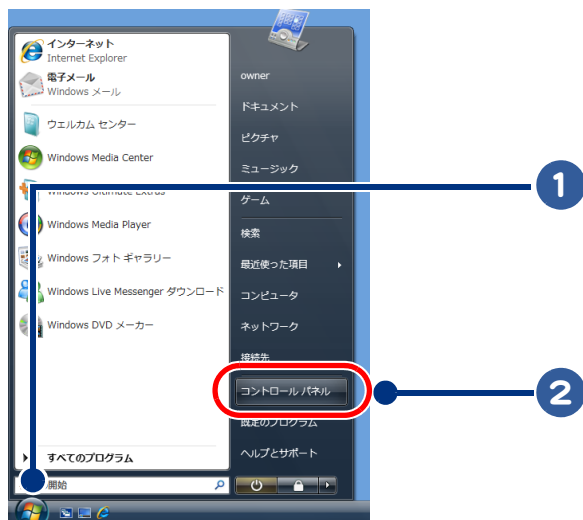 インターネット
Internet Explorer
電子メール
Windows メール
ウェルカム センター
Windows Media Center
Windows Ultimate Extras
Windows Media Player
Windows フォト ギャラリー
Windows Live Messenger ダウンロード
Windows DVD メーカー
すべてのプログラム
開始
owner
ドキュメント
ピクチャ
ミュージック
ゲーム
検索
最近使った項目
コンピュータ
ネットワーク
接続先
コントロール パネル
既定のプログラム
ヘルプとサポート
1
2